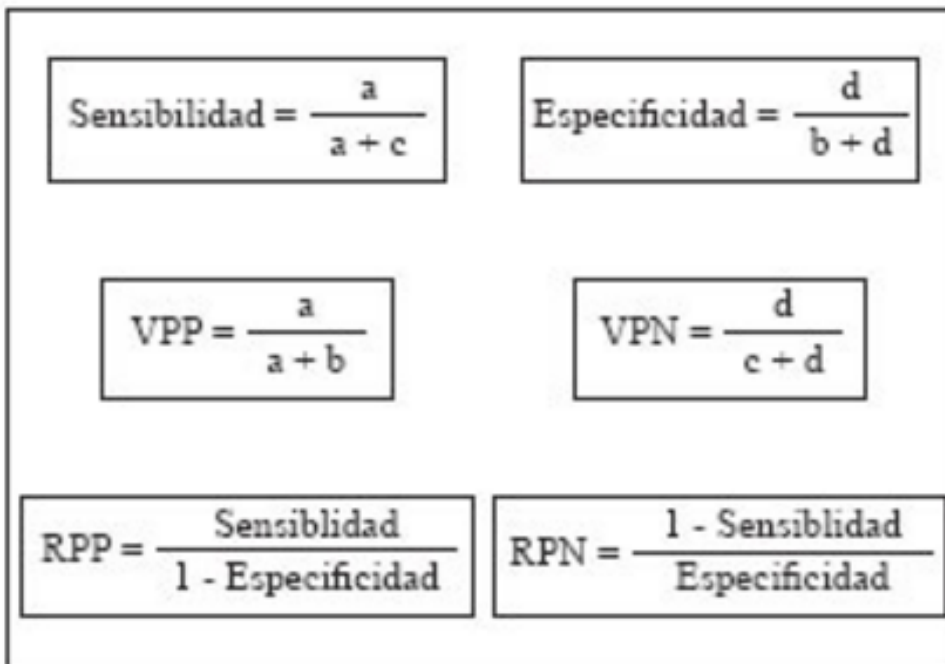 Sensibilidad = a / (a + c)
Especificidad = d / (b + d)
VPP = a / (a + b)
VPN = d / (c + d)
RPP = Sensiblidad / (1 - Especificidad)
RPN = (1 - Sensiblidad) / Especificidad